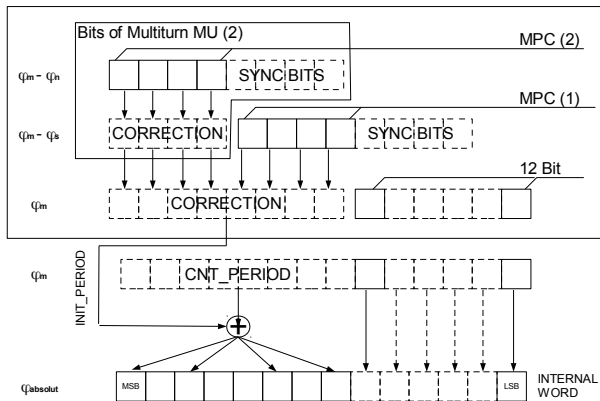 Bits of Multiturn MU (2)
MPC (2)
φm - φn
SYNC BITS
MPC (1)
φm - φs
CORRECTION
SYNC BITS
12 Bit
φm
CORRECTION
INIT_PERIOD
φm
CNT_PERIOD
+
φabsolut
MSB
LSB
INTERNAL
WORD